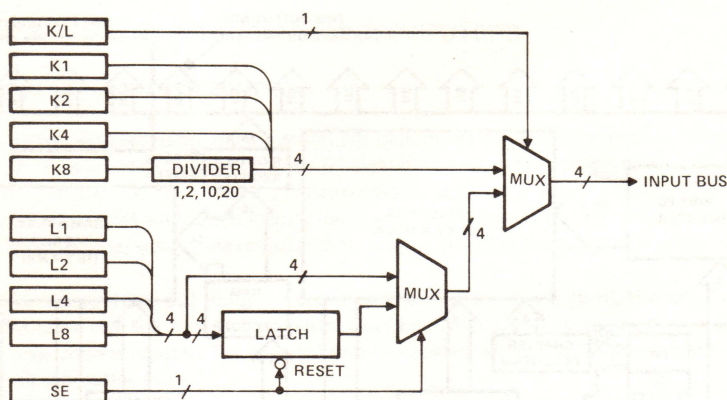 K/L
1
K1
K2
K4
K8
DIVIDER
1,2,10,20
4
MUX
4
INPUT BUS
4
L1
L2
L4
L8
4
4
4
LATCH
MUX
RESET
SE
1